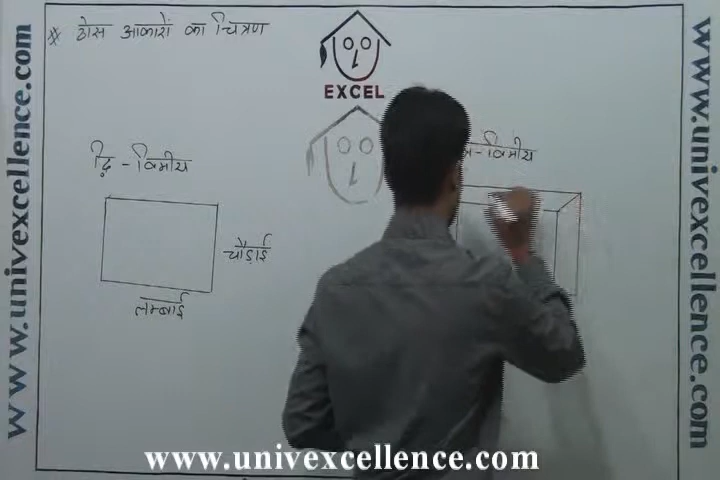 ** ठोस आकारों का चित्रण
EXCEL
द्वि - विमीय
- विमीय
चौड़ाई
लम्बाई
www.univexcellence.com
www.univexcellence.com
www.univexcellence.com